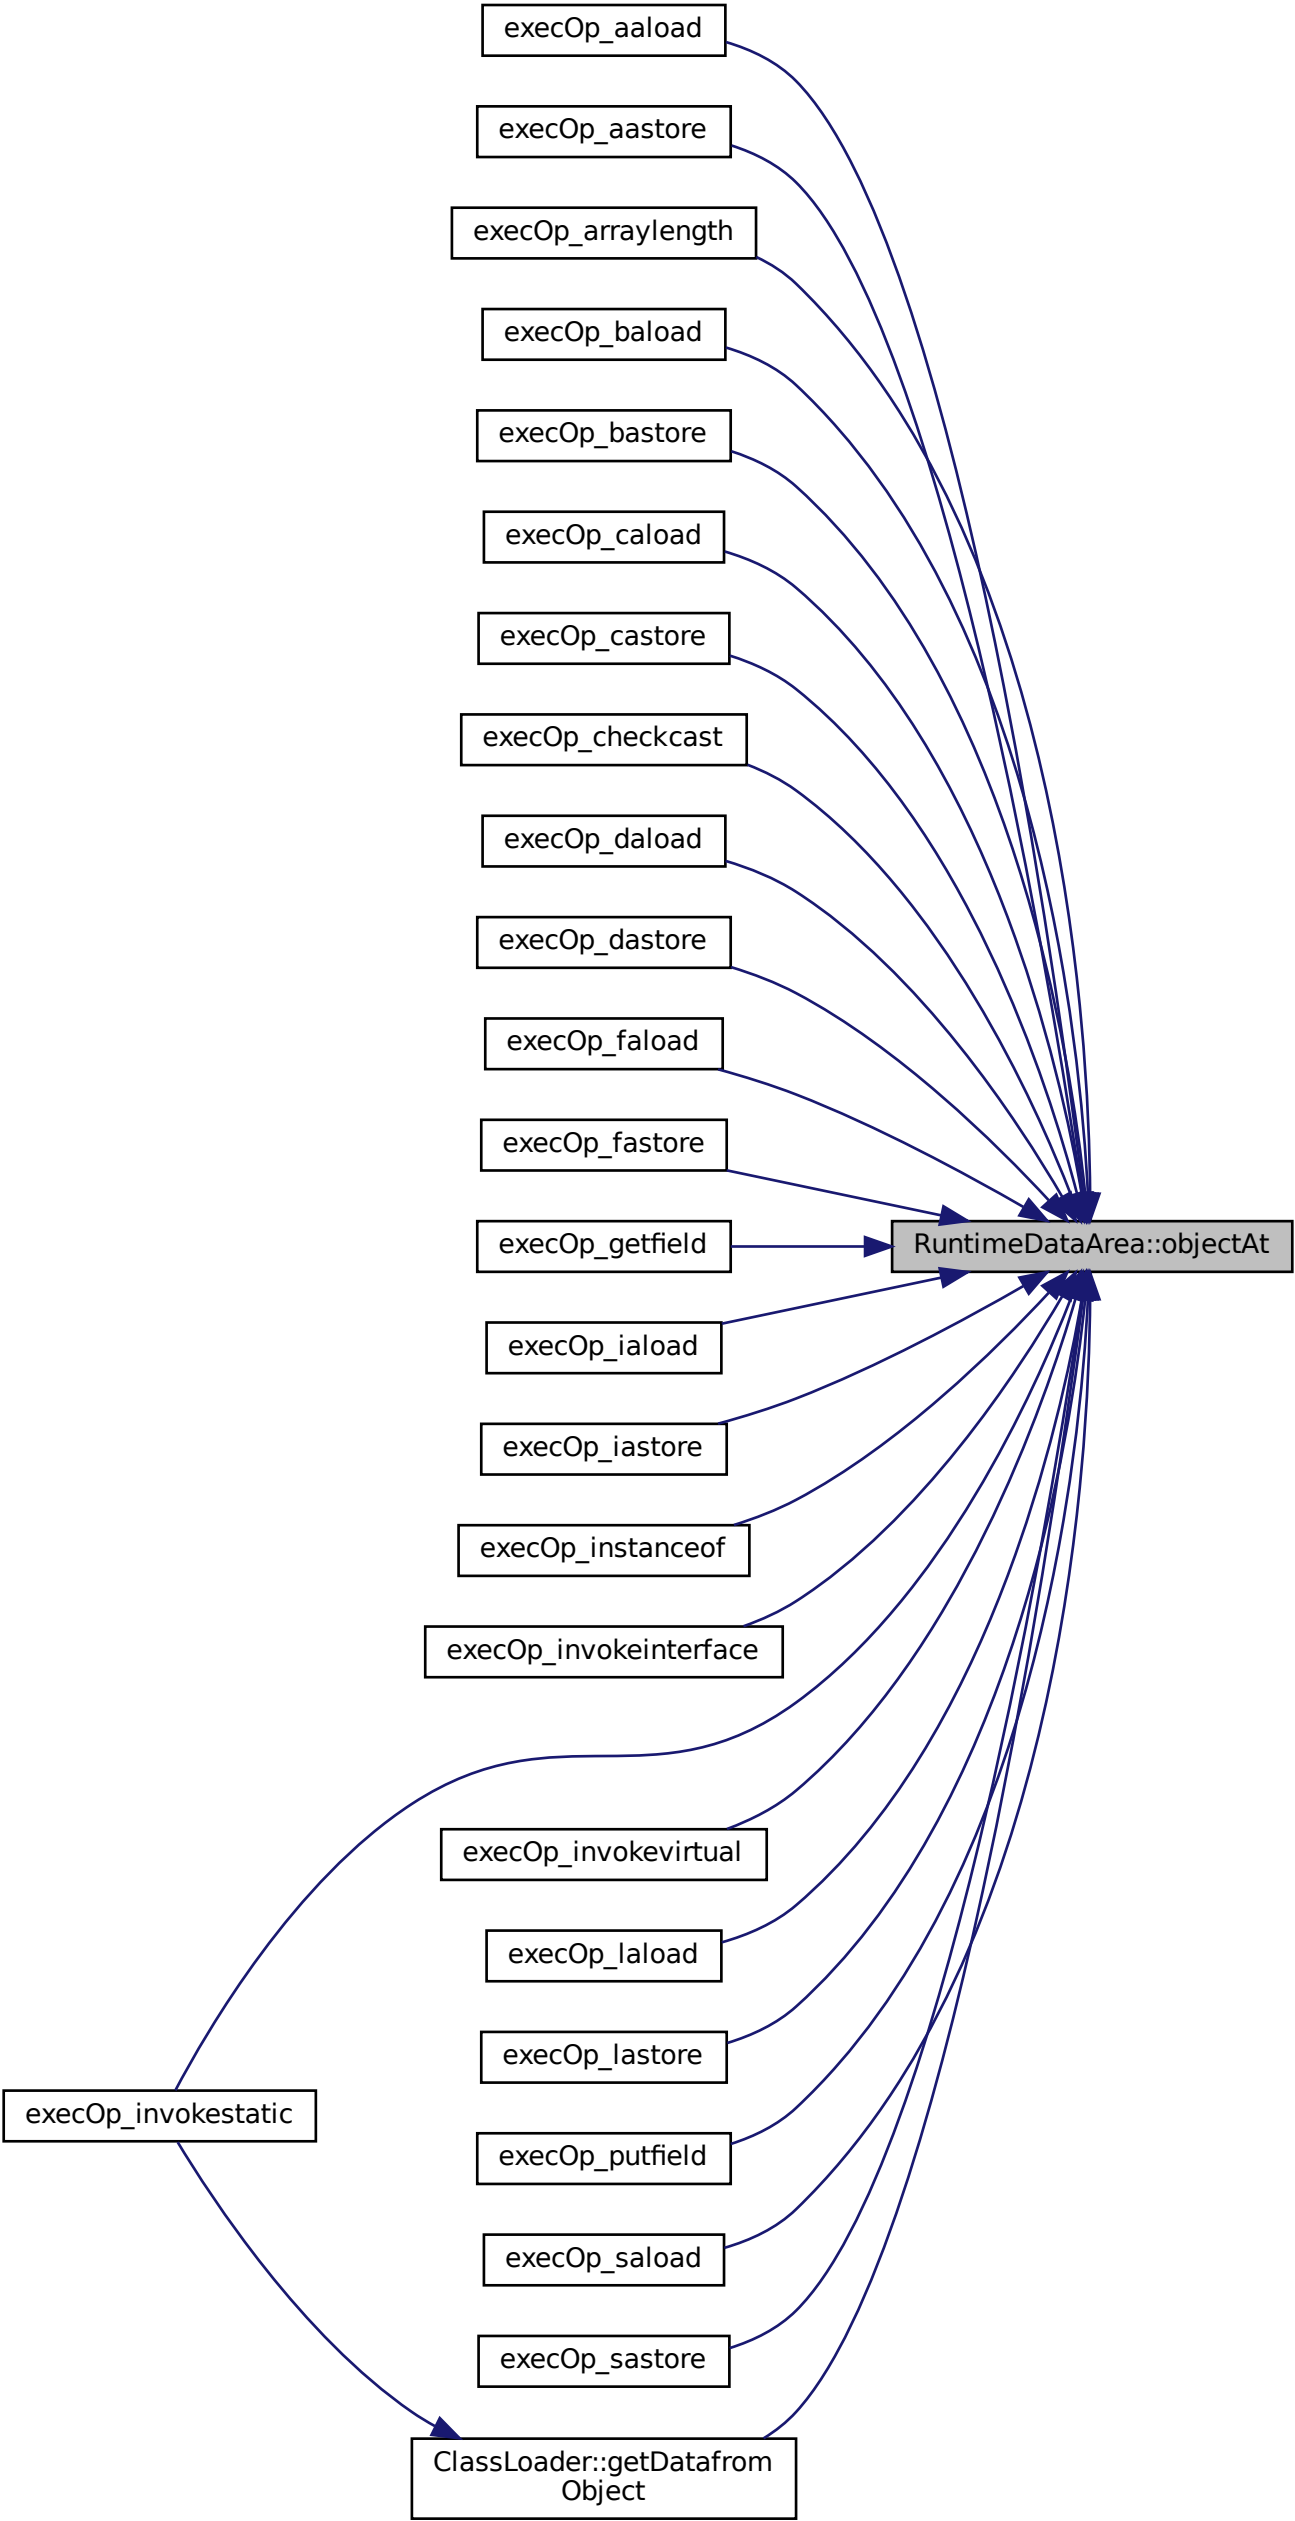 execOp_aaload
execOp_aastore
execOp_arraylength
execOp_baload
execOp_bastore
execOp_caload
execOp_castore
execOp_checkcast
execOp_daload
execOp_dastore
execOp_faload
execOp_fastore
execOp_getfield
RuntimeDataArea::objectAt
execOp_iaload
execOp_iastore
execOp_instanceof
execOp_invokeinterface
execOp_invokevirtual
execOp_laload
execOp_lastore
execOp_invokestatic
execOp_putfield
execOp_saload
execOp_sastore
ClassLoader::getDatafrom
Object